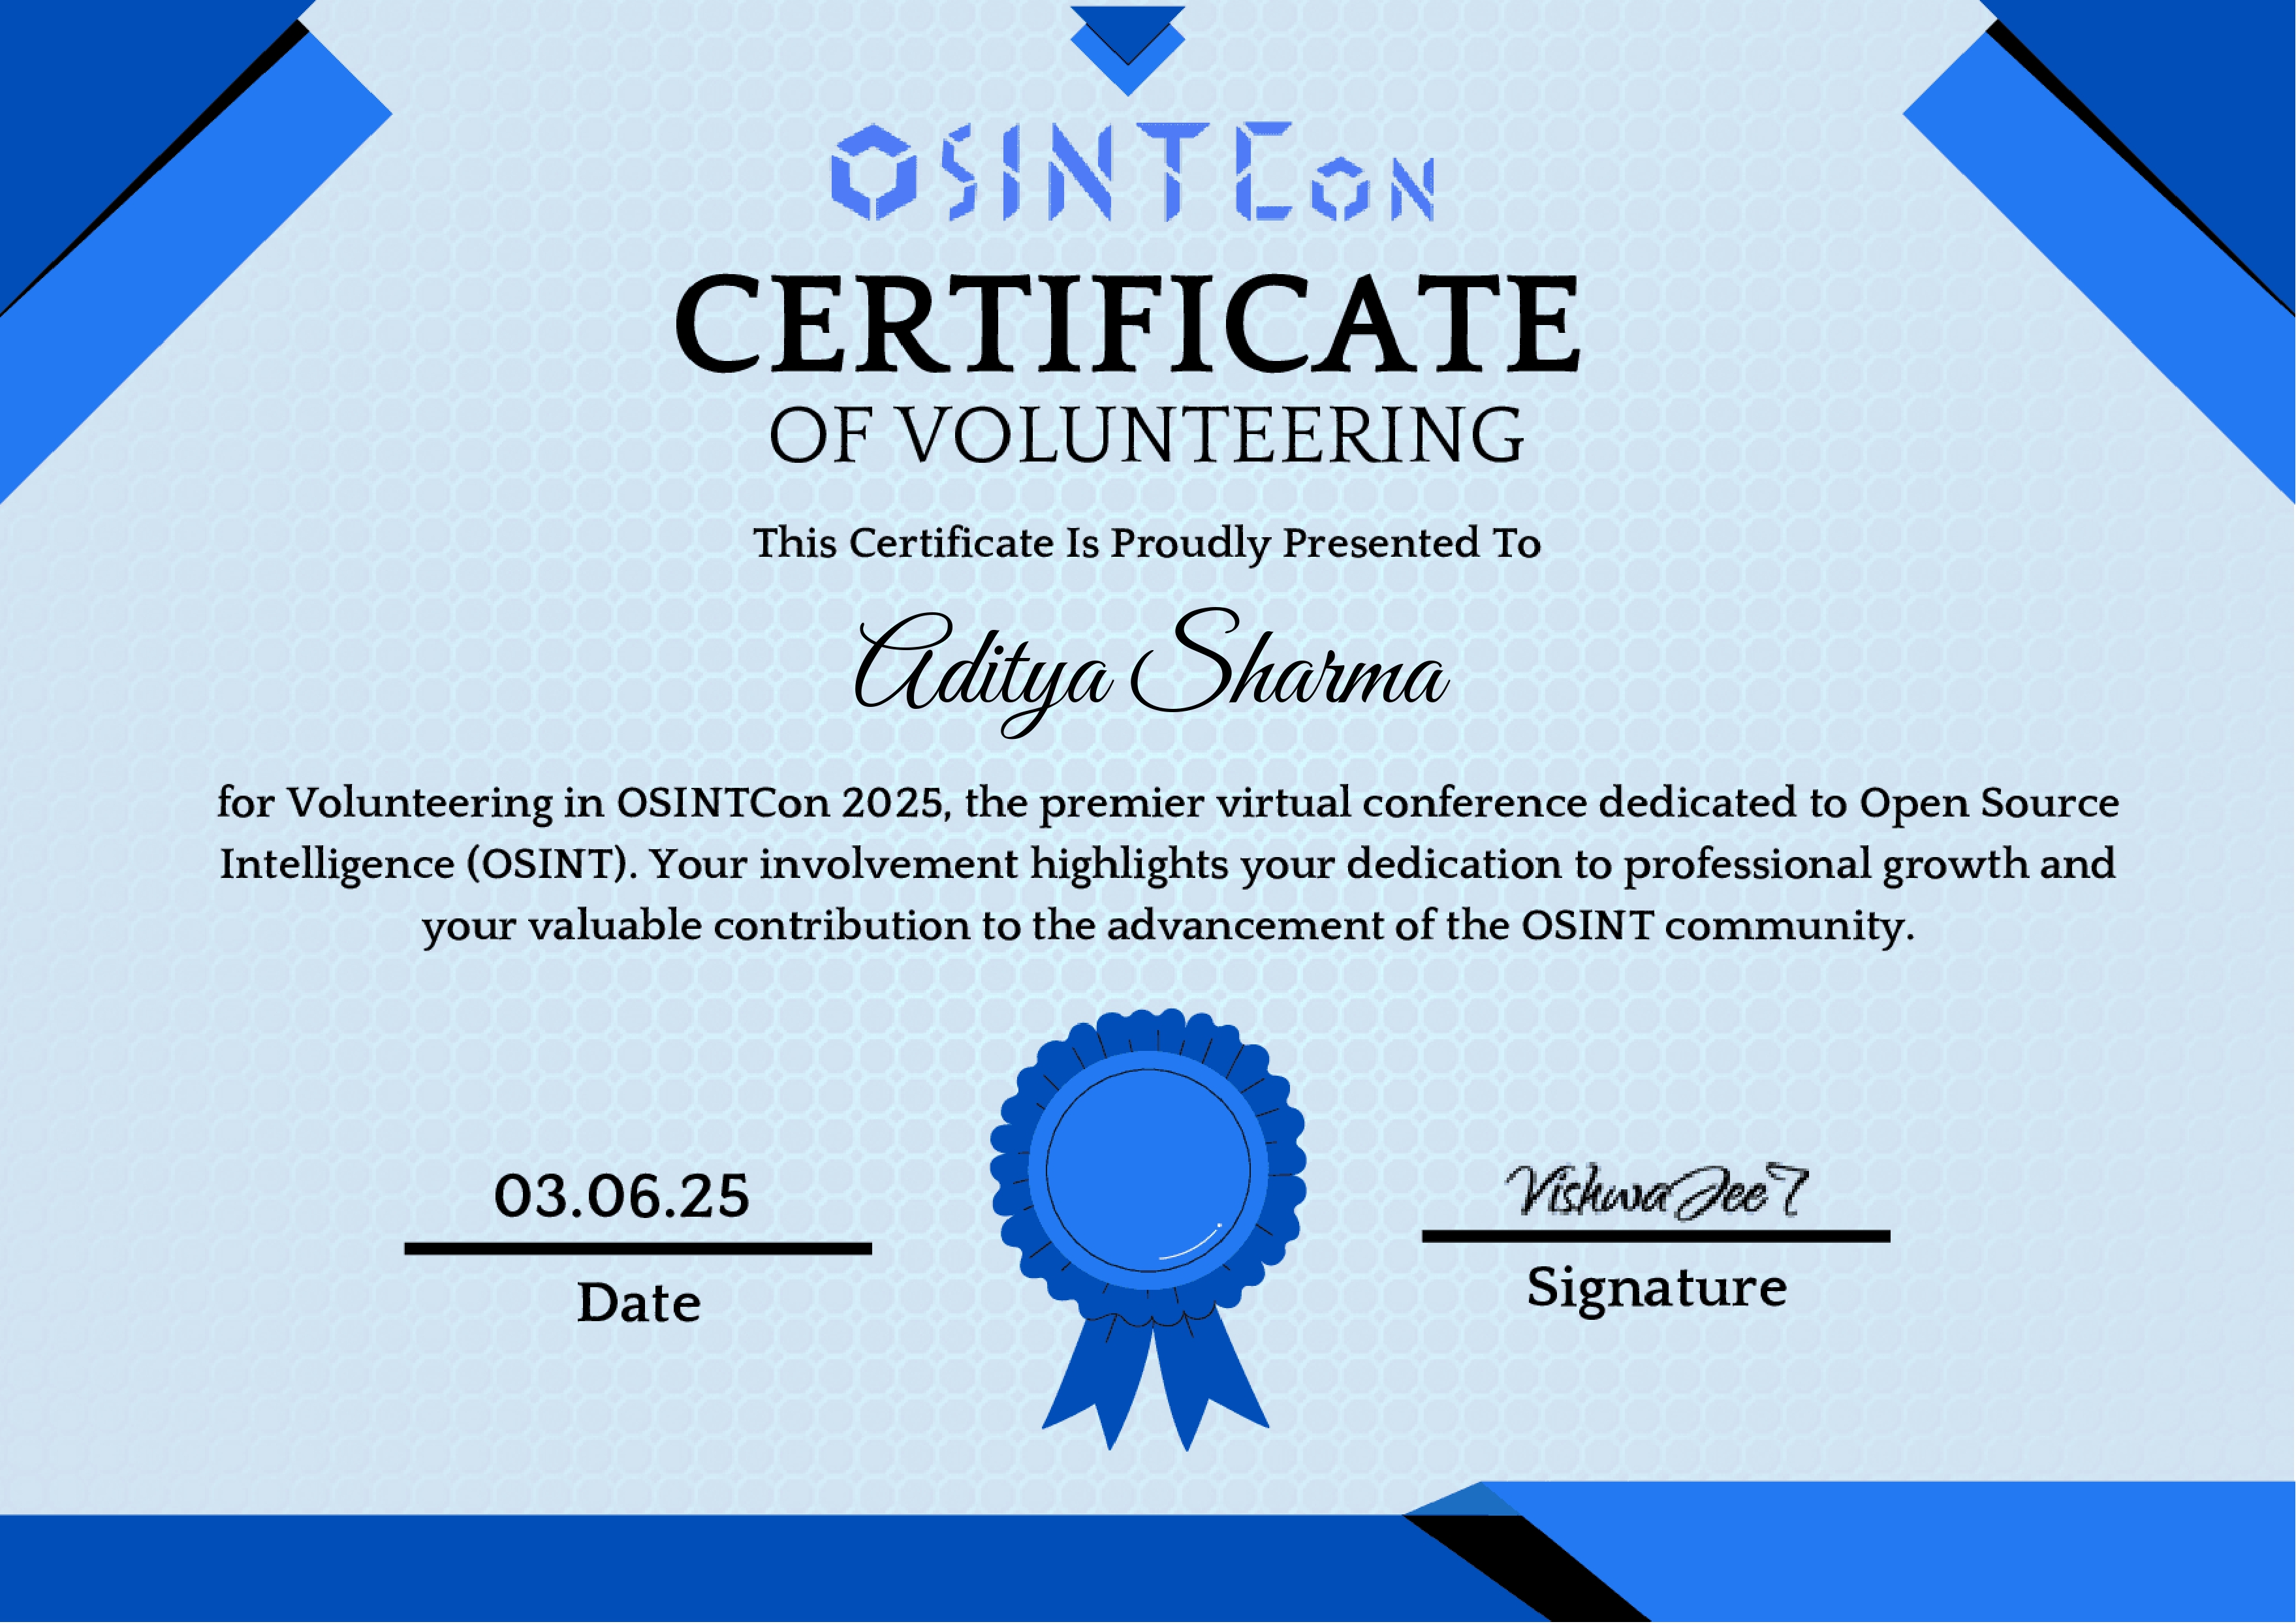 OSINTCON
CERTIFICATE
OF VOLUNTEERING
This Certificate Is Proudly Presented To
Aditya Sharma
for Volunteering in OSINTCon 2025, the premier virtual conference dedicated to Open Source
Intelligence (OSINT). Your involvement highlights your dedication to professional growth and
your valuable contribution to the advancement of the OSINT community.
03.06.25
Date
VishwaJeeT
Signature